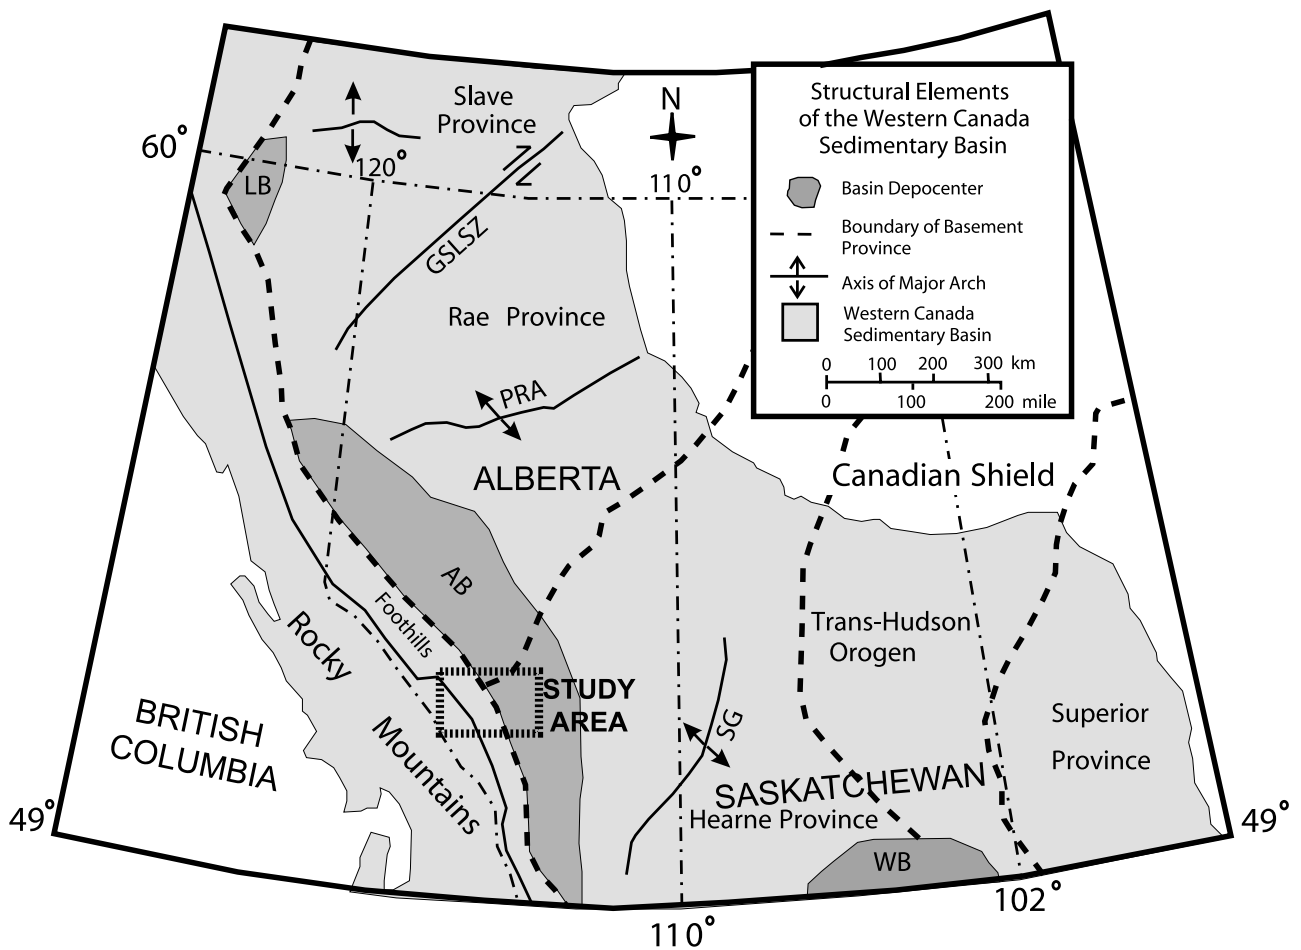 Slave
Province
N
60°
120°
LB
110°
GSLSZ
Rae Province
PRA
ALBERTA
Structural Elements
of the Western Canada
Sedimentary Basin
Basin Depocenter
Boundary of Basement
Province
Axis of Major Arch
Western Canada
Sedimentary Basin
0 100 200 300 km
0 100 200 mile
Canadian Shield
AB
Foothills
Rocky
Mountains
STUDY
AREA
BRITISH
COLUMBIA
Trans-Hudson
Orogen
SG
Superior
Province
SASKATCHEWAN
Hearne Province
WB
49°
49°
102°
110°